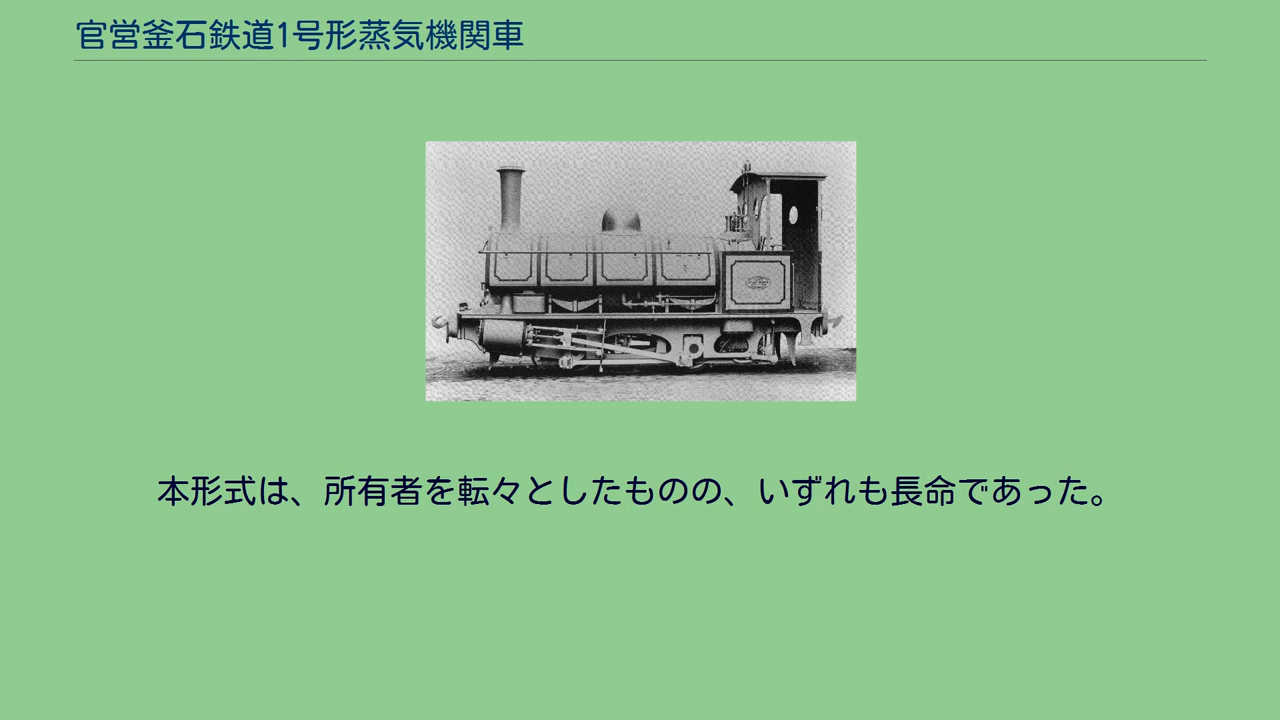 官営釜石鉄道1号形蒸気機関車
本形式は、所有者を転々としたものの、いずれも長命であった。